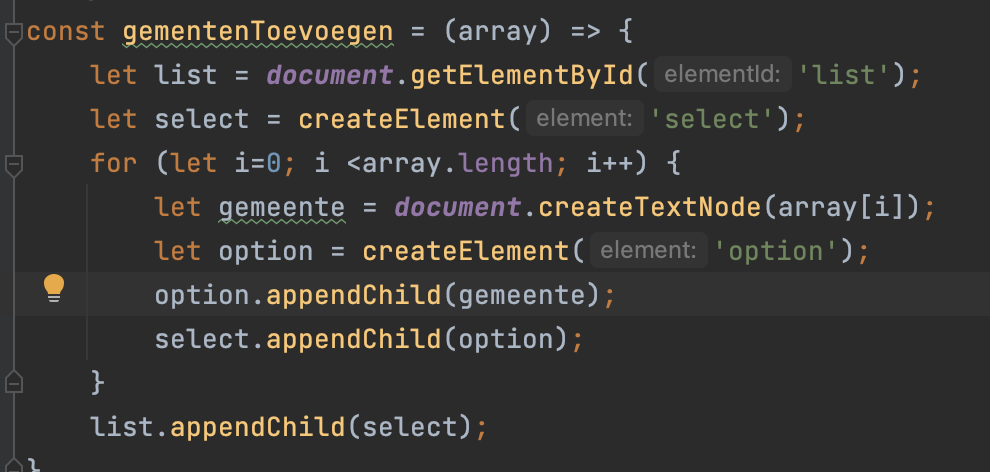 const gemeentenToevoegen = (array) => {
    let list = document.getElementById( elementId: 'list');
    let select = createElement( element: 'select');
    for (let i=0; i <array.length; i++) {
        let gemeente = document.createTextNode(array[i]);
        let option = createElement( element: 'option');
        option.appendChild(gemeente);
        select.appendChild(option);
    }
    list.appendChild(select);
}